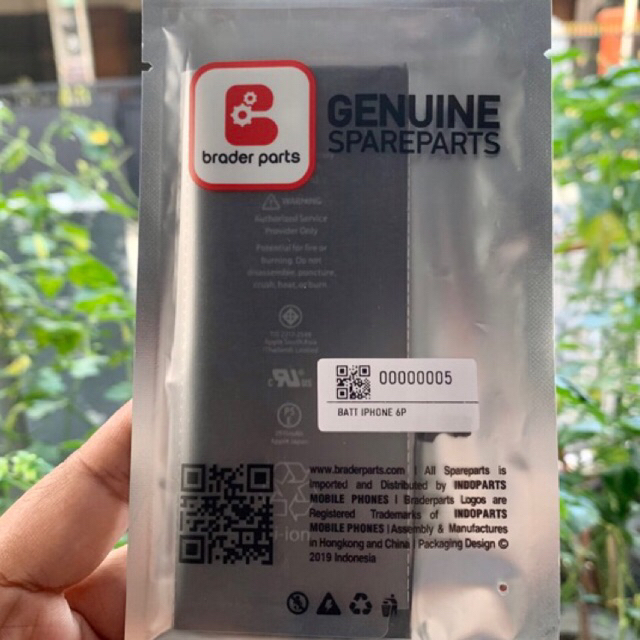 brader parts
GENUINE
SPAREPARTS
WARNING
Authorized Service
Provider Only
Potential for fire or
burning. Do not
disassemble, puncture,
crush, heat, or burn.
00000005
BATT IPHONE 6P
www.braderparts.com | All Spareparts is
Imported and Distributed by INDOPARTS
MOBILE PHONES | Braderparts Logos are
Registered Trademarks of INDOPARTS
MOBILE PHONES | Assembly & Manufactures
in Hongkong and China | Packaging Design ©
2019 Indonesia